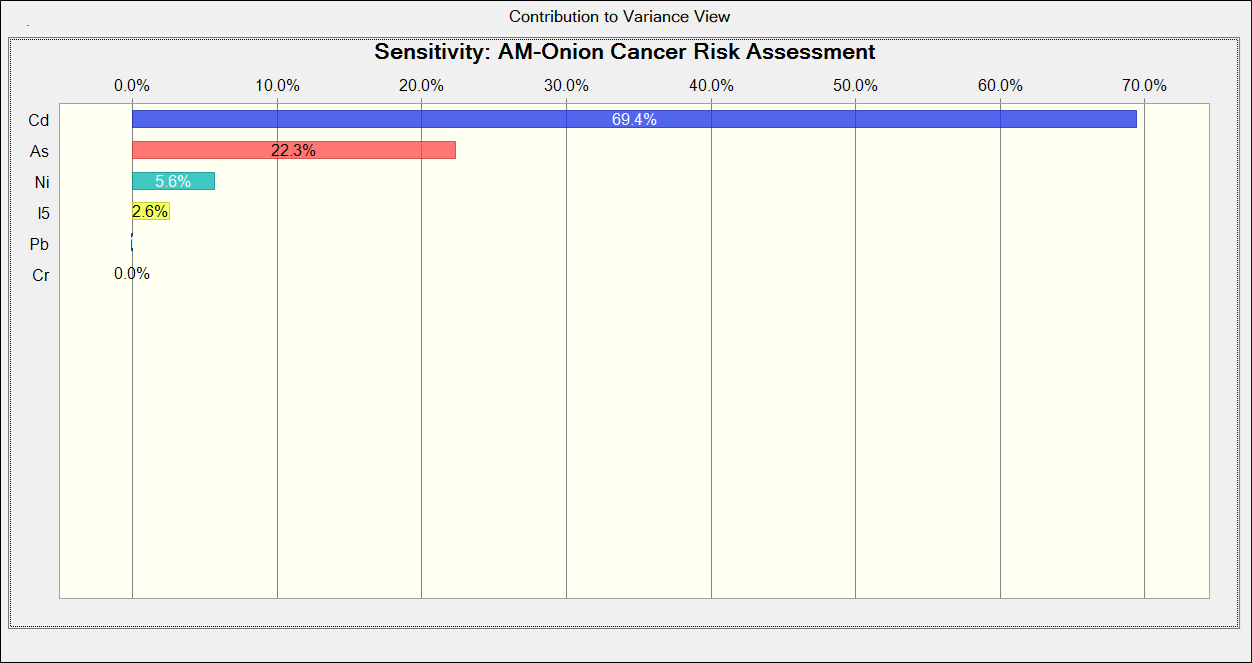 Contribution to Variance View
Sensitivity: AM-Onion Cancer Risk Assessment
0.0% 10.0% 20.0% 30.0% 40.0% 50.0% 60.0% 70.0%
Cd 69.4%
As 22.3%
Ni 5.6%
I5 2.6%
Pb
Cr 0.0%